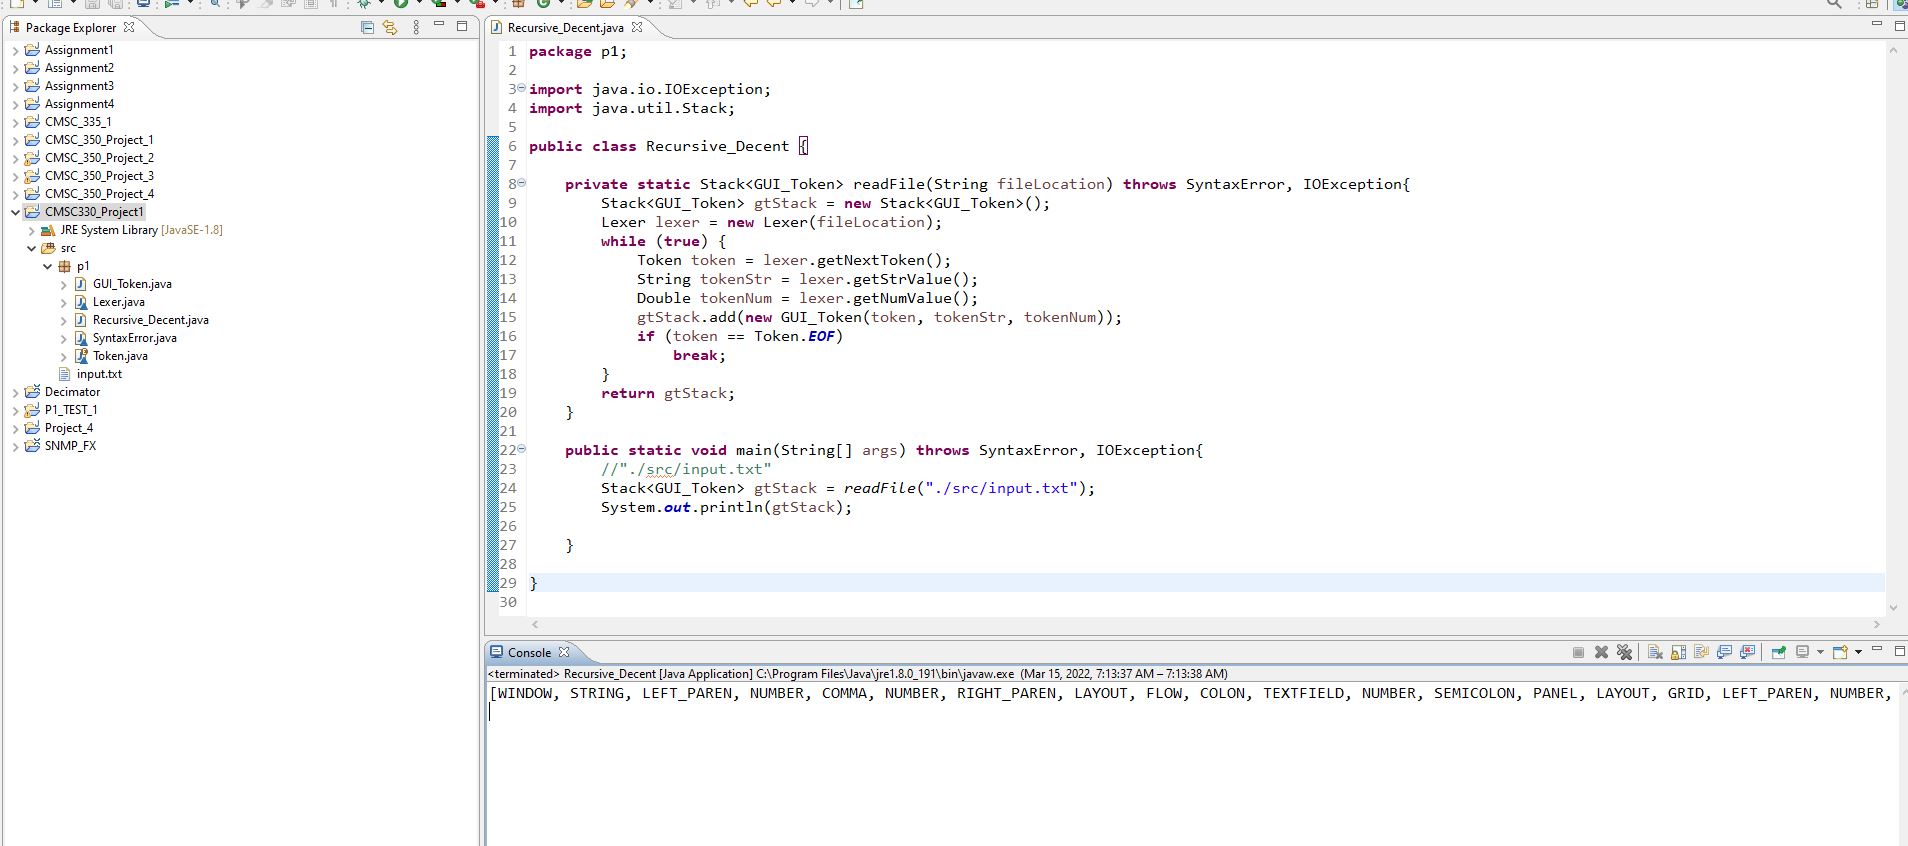 Package Explorer
Assignment1
Assignment2
Assignment3
Assignment4
CMSC_335_1
CMSC_350_Project_1
CMSC_350_Project_2
CMSC_350_Project_3
CMSC_350_Project_4
CMSC330_Project1
JRE System Library [JavaSE-1.8]
src
p1
GUI_Token.java
Lexer.java
Recursive_Decent.java
SyntaxError.java
Token.java
input.txt
Decimator
P1_TEST_1
Project_4
SNMP_FX
Recursive_Decent.java
1 package p1;
2
3 import java.io.IOException;
4 import java.util.Stack;
5
6 public class Recursive_Decent {
7
8     private static Stack<GUI_Token> readFile(String fileLocation) throws SyntaxError, IOException{
9         Stack<GUI_Token> gtStack = new Stack<GUI_Token>();
10         Lexer lexer = new Lexer(fileLocation);
11         while (true) {
12             Token token = lexer.getNextToken();
13             String tokenStr = lexer.getStrValue();
14             Double tokenNum = lexer.getNumValue();
15             gtStack.add(new GUI_Token(token, tokenStr, tokenNum));
16             if (token == Token.EOF)
17                 break;
18         }
19         return gtStack;
20     }
21
22     public static void main(String[] args) throws SyntaxError, IOException{
23         //"./src/input.txt"
24         Stack<GUI_Token> gtStack = readFile("./src/input.txt");
25         System.out.println(gtStack);
26
27     }
28
29 }
30
Console
<terminated> Recursive_Decent [Java Application] C:\Program Files\Java\jre1.8.0_191\bin\javaw.exe (Mar 15, 2022, 7:13:37 AM – 7:13:38 AM)
[WINDOW, STRING, LEFT_PAREN, NUMBER, COMMA, NUMBER, RIGHT_PAREN, LAYOUT, FLOW, COLON, TEXTFIELD, NUMBER, SEMICOLON, PANEL, LAYOUT, GRID, LEFT_PAREN, NUMBER,